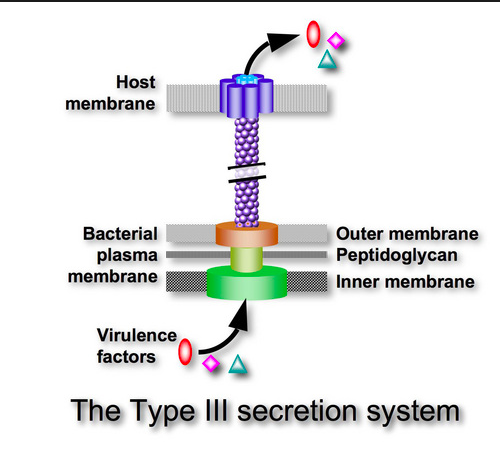 Host
membrane
Bacterial
plasma
membrane
Outer membrane
Peptidoglycan
Inner membrane
Virulence
factors
The Type III secretion system